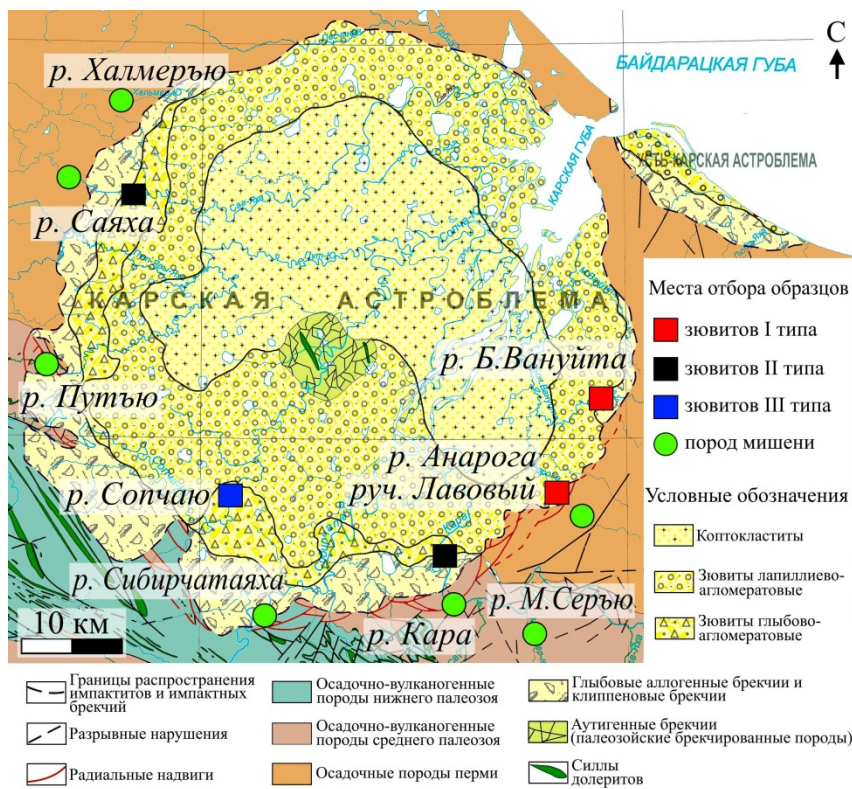 р. Халмеръю
С
БАЙДАРАЦКАЯ ГУБА
КАРСКАЯ ГУБА
УСТЬ-КАРСКАЯ АСТРОБЛЕМА
р. Саяха
КАРСКАЯ АСТРОБЛЕМА
Места отбора образцов
зювитов I типа
зювитов II типа
зювитов III типа
пород мишени
р. Б.Вануйта
р. Путъю
р. Анарога
руч. Лавовый
р. Сопчаю
Кара
р. Сибирчатаяха
р. Кара
р. М.Серъю
10 км
Условные обозначения
Коптокластиты
Зювиты лапиллиево-
агломератовые
Зювиты глыбово-
агломератовые
Границы распространения
импактитов и импактных
брекчий
Разрывные нарушения
Радиальные надвиги
Осадочно-вулканогенные
породы нижнего палеозоя
Осадочно-вулканогенные
породы среднего палеозоя
Осадочные породы перми
Глыбовые аллогенные брекчии и
клиппеновые брекчии
Аутигенные брекчии
(палеозойские брекчированные породы)
Силлы
долеритов